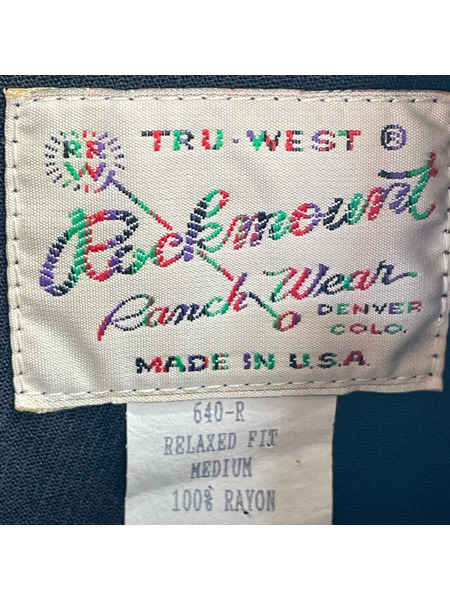 RR
W
TRU-WEST ®
Rockmount
Ranch Wear
DENVER
COLO.
MADE IN U.S.A.
640-R
RELAXED FIT
MEDIUM
100% RAYON